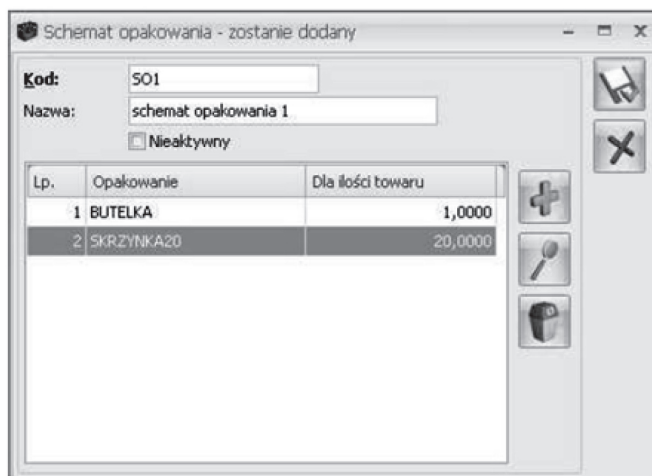 Schemat opakowania - zostanie dodany
Kod: SO1
Nazwa: schemat opakowania 1
Nieaktywny
Lp. Opakowanie Dla ilości towaru
1 BUTELKA 1,0000
2 SKRZYNKA20 20,0000